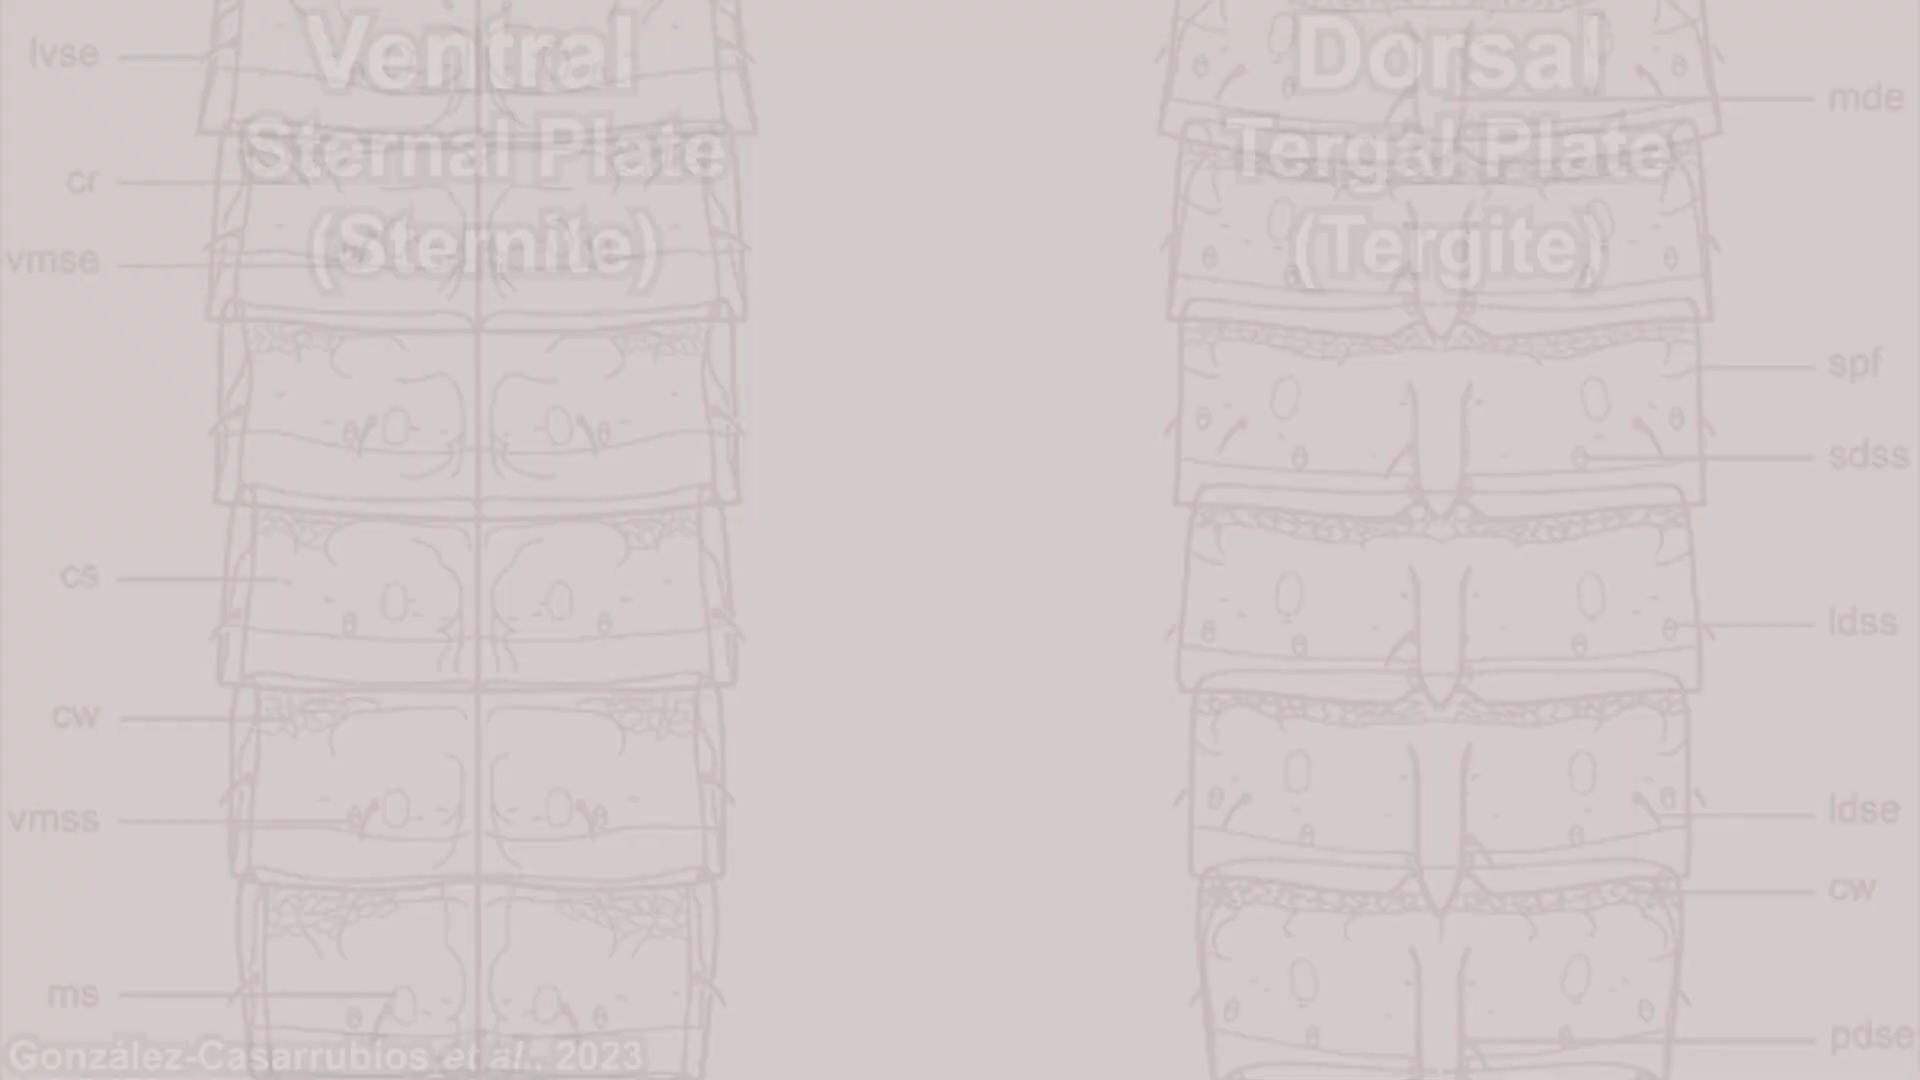 Ventral
Sternal Plate
(Sternite)
Dorsal
Tergal Plate
(Tergite)
lvse
cr
vmse
cs
cw
vmss
ms
mde
spf
sdss
ldss
ldse
cw
pdse
González-Casarrubios et al., 2023